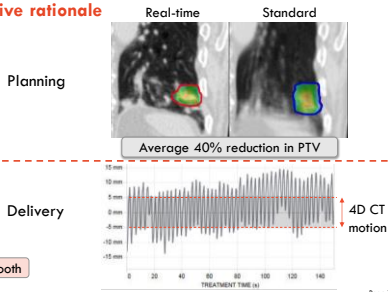 ive rationale
Real-time Standard
Planning
Average 40% reduction in PTV
Delivery
15 mm
10 mm
5 mm
0 mm
-5 mm
-10 mm
-15 mm
4D CT
motion
both
0 20 40 60 80 100 120 140
TREATMENT TIME (s)